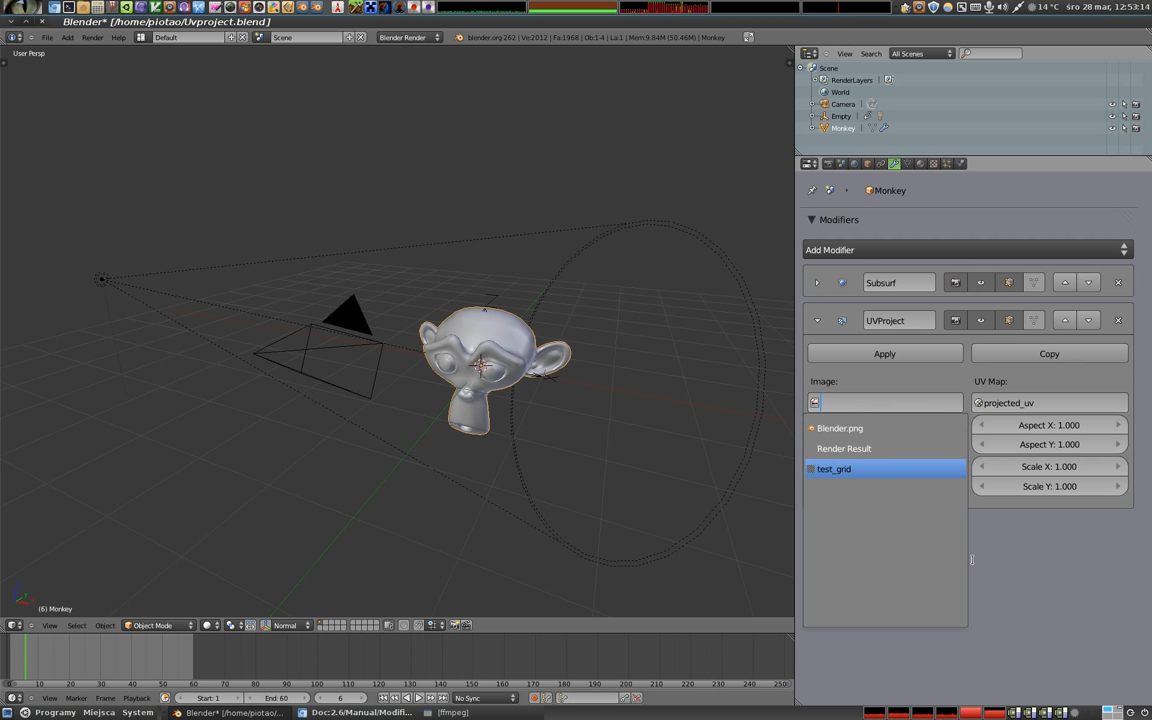 14 °C śro 28 mar, 12:53:14
Blender* [/home/piotao/Uvproject.blend]
File Add Render Help Default Scene Blender Render blender.org 262 | Ve:2012 | Fa:1968 | Ob:1-4 | La:1 | Mem:9.84M (50.46M) | Monkey
User Persp
View Search All Scenes
Scene
RenderLayers
World
Camera
Empty
Monkey
Monkey
Modifiers
Add Modifier
Subsurf
UVProject
Apply Copy
Image: UV Map:
projected_uv
Blender.png
Render Result
test_grid
Aspect X: 1.000
Aspect Y: 1.000
Scale X: 1.000
Scale Y: 1.000
(6) Monkey
View Select Object Object Mode Normal
0 10 20 30 40 50 60 70 80 90 100 110 120 130 140 150 160 170 180 190 200 210 220 230 240 250
View Marker Frame Playback Start: 1 End: 60 6 No Sync
Programy Miejsca System Blender* [/home/piotao/... Doc:2.6/Manual/Modifi... [ffmpeg]